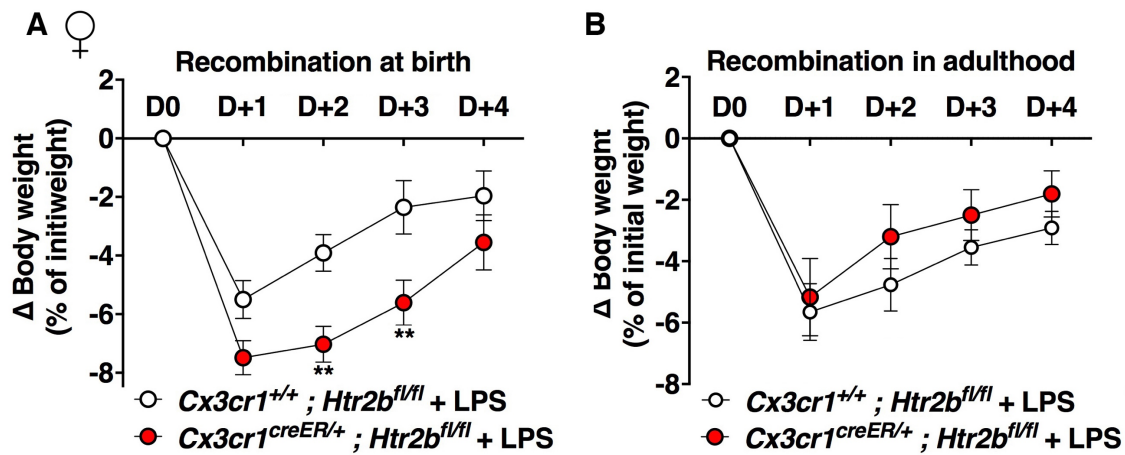 A ♀
Recombination at birth
D0 D+1 D+2 D+3 D+4
2
0
-2
-4
-6
-8
Δ Body weight
(% of initiweight)
**
**
Cx3cr1+/+ ; Htr2bfl/fl + LPS
Cx3cr1creER/+ ; Htr2bfl/fl + LPS
B
Recombination in adulthood
D0 D+1 D+2 D+3 D+4
2
0
-2
-4
-6
-8
Δ Body weight
(% of initial weight)
Cx3cr1+/+ ; Htr2bfl/fl + LPS
Cx3cr1creER/+ ; Htr2bfl/fl + LPS